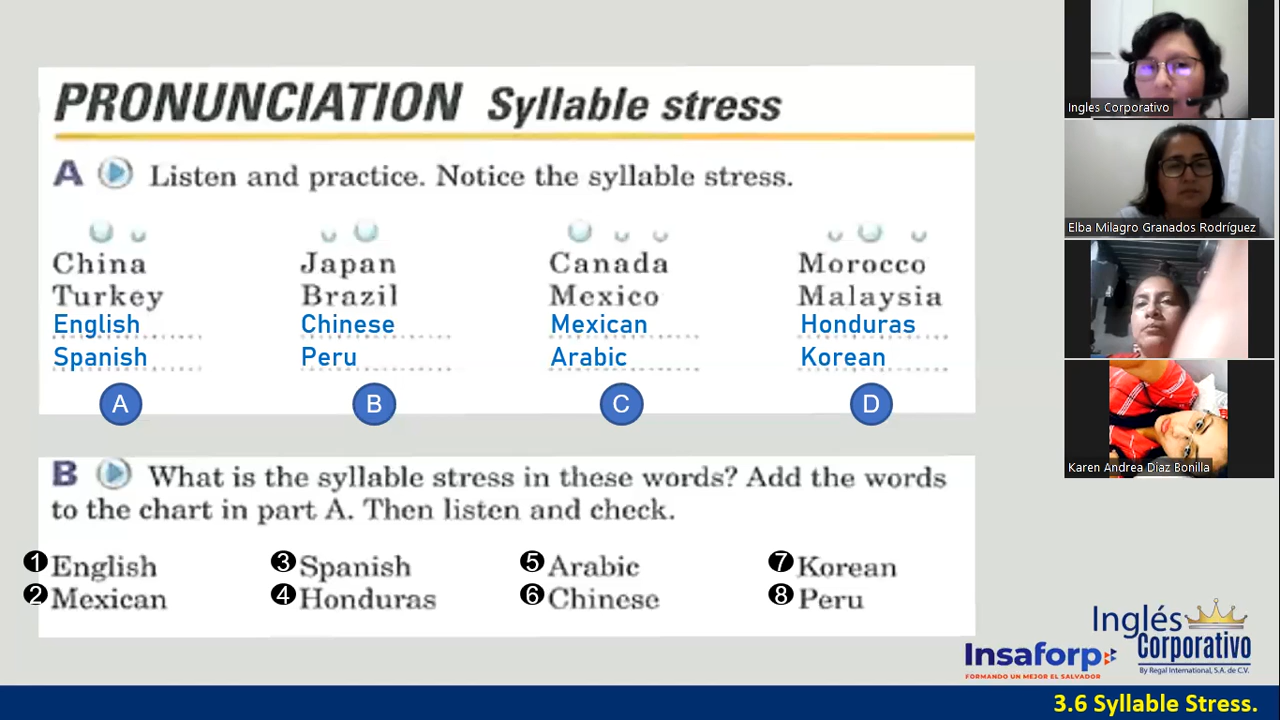 PRONUNCIATION Syllable stress
A Listen and practice. Notice the syllable stress.
China Japan Canada Morocco
Turkey Brazil Mexico Malaysia
English Chinese Mexican Honduras
Spanish Peru Arabic Korean
A B C D
B What is the syllable stress in these words? Add the words
to the chart in part A. Then listen and check.
1 English 3 Spanish 5 Arabic 7 Korean
2 Mexican 4 Honduras 6 Chinese 8 Peru
Inglés
Corporativo
By Regal International, S.A. de C.V.
Insaforp
FORMANDO UN MEJOR EL SALVADOR
3.6 Syllable Stress.
Ingles Corporativo
Elba Milagro Granados Rodríguez
Karen Andrea Diaz Bonilla